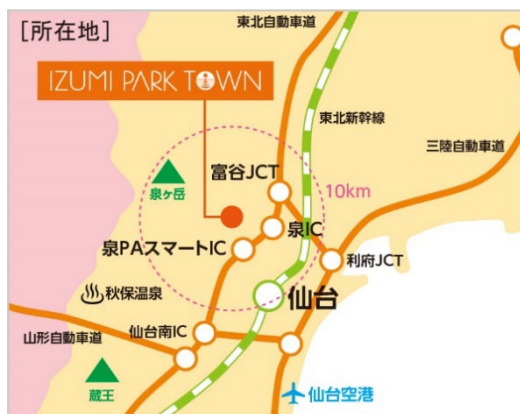 [所在地]
東北自動車道
IZUMI PARK TOWN
東北新幹線
三陸自動車道
富谷JCT
10km
泉ヶ岳
泉IC
泉PAスマートIC
利府JCT
秋保温泉
仙台
山形自動車道
仙台南IC
蔵王
仙台空港